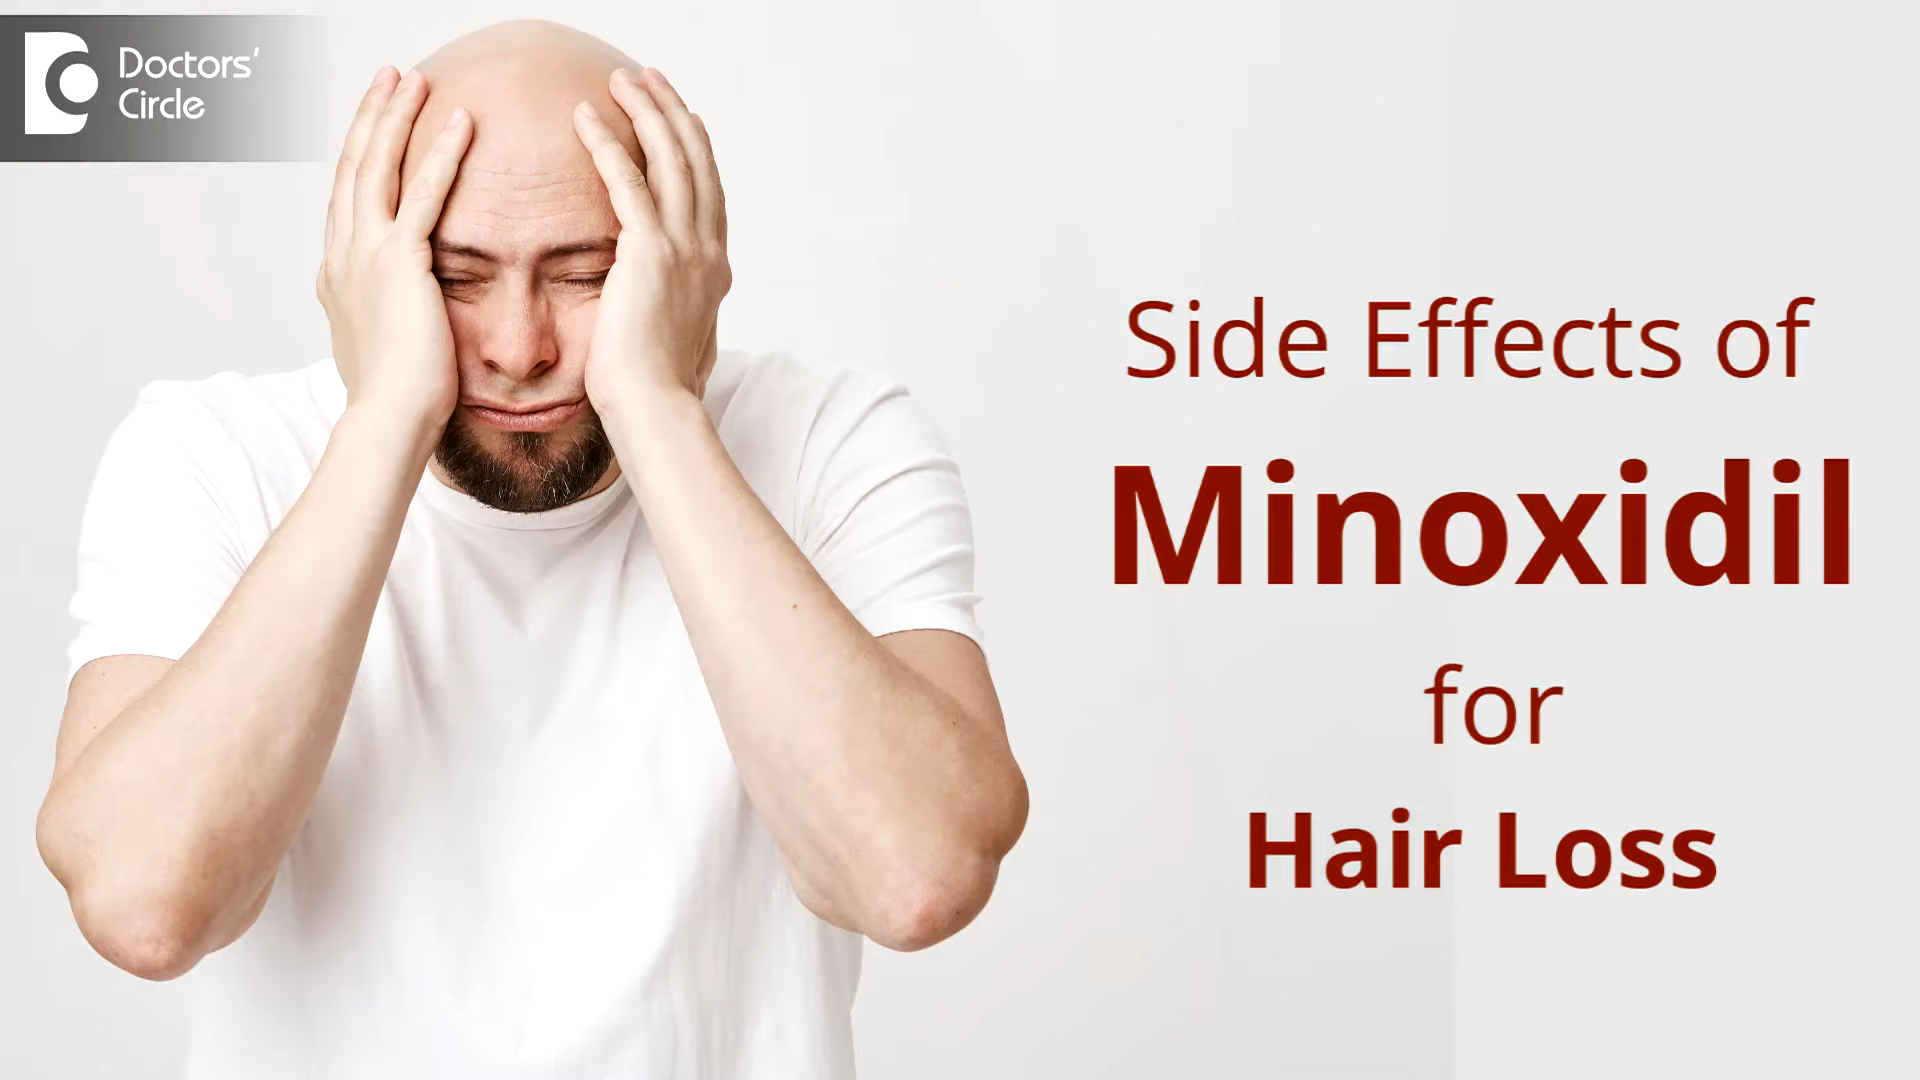 Doctors'
Circle
Side Effects of
Minoxidil
for
Hair Loss